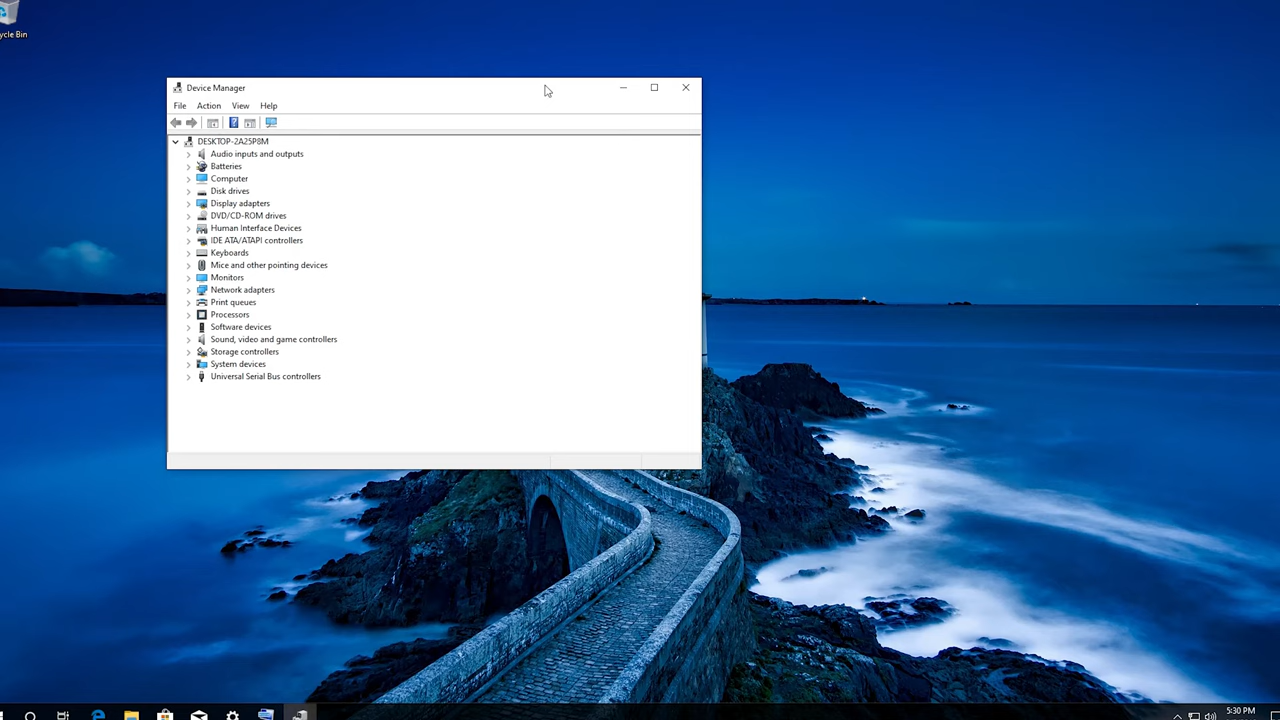 cycle Bin
Device Manager
File Action View Help
DESKTOP-2A25P8M
Audio inputs and outputs
Batteries
Computer
Disk drives
Display adapters
DVD/CD-ROM drives
Human Interface Devices
IDE ATA/ATAPI controllers
Keyboards
Mice and other pointing devices
Monitors
Network adapters
Print queues
Processors
Software devices
Sound, video and game controllers
Storage controllers
System devices
Universal Serial Bus controllers
5:30 PM